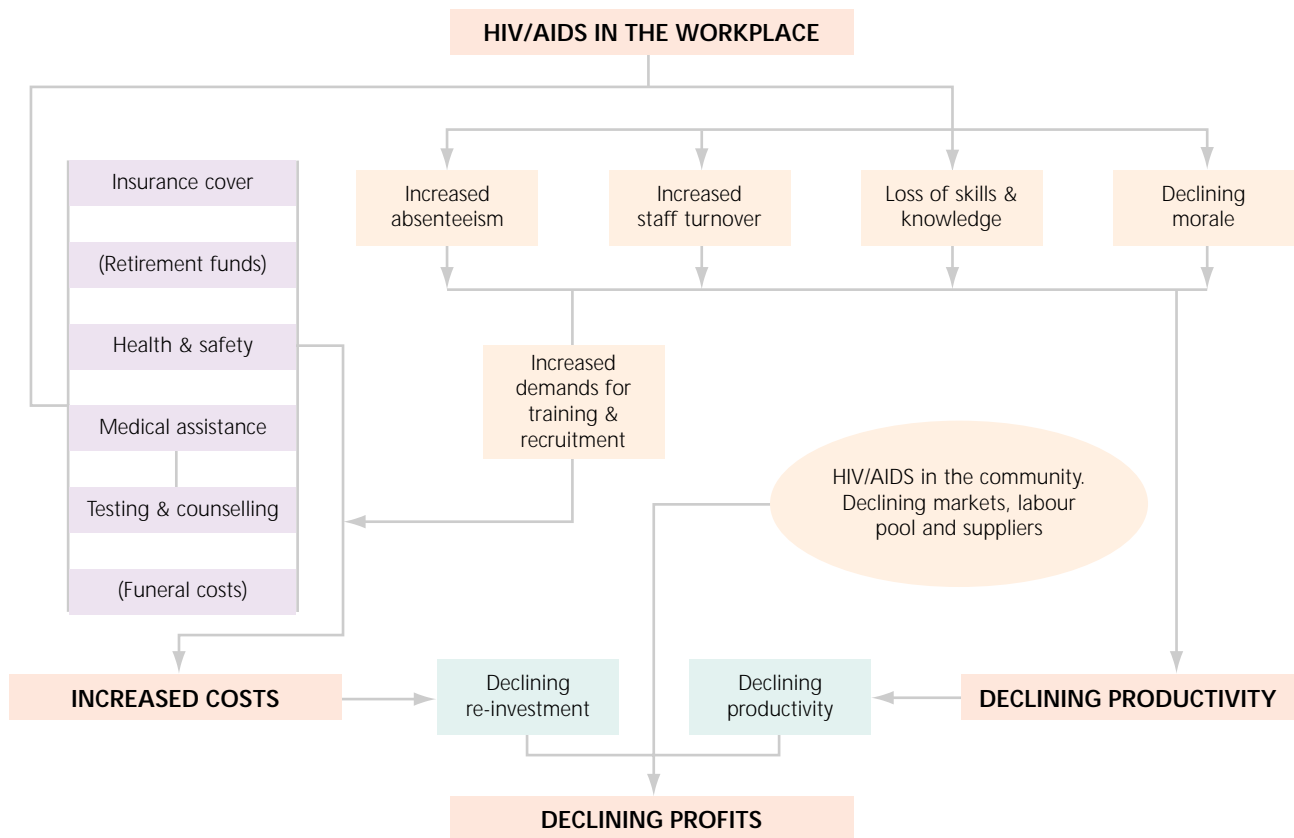 HIV/AIDS IN THE WORKPLACE
Insurance cover
(Retirement funds)
Health & safety
Medical assistance
Testing & counselling
(Funeral costs)
Increased
absenteeism
Increased
staff turnover
Loss of skills &
knowledge
Declining
morale
Increased
demands for
training &
recruitment
HIV/AIDS in the community.
Declining markets, labour
pool and suppliers
INCREASED COSTS
Declining
re-investment
Declining
productivity
DECLINING PRODUCTIVITY
DECLINING PROFITS